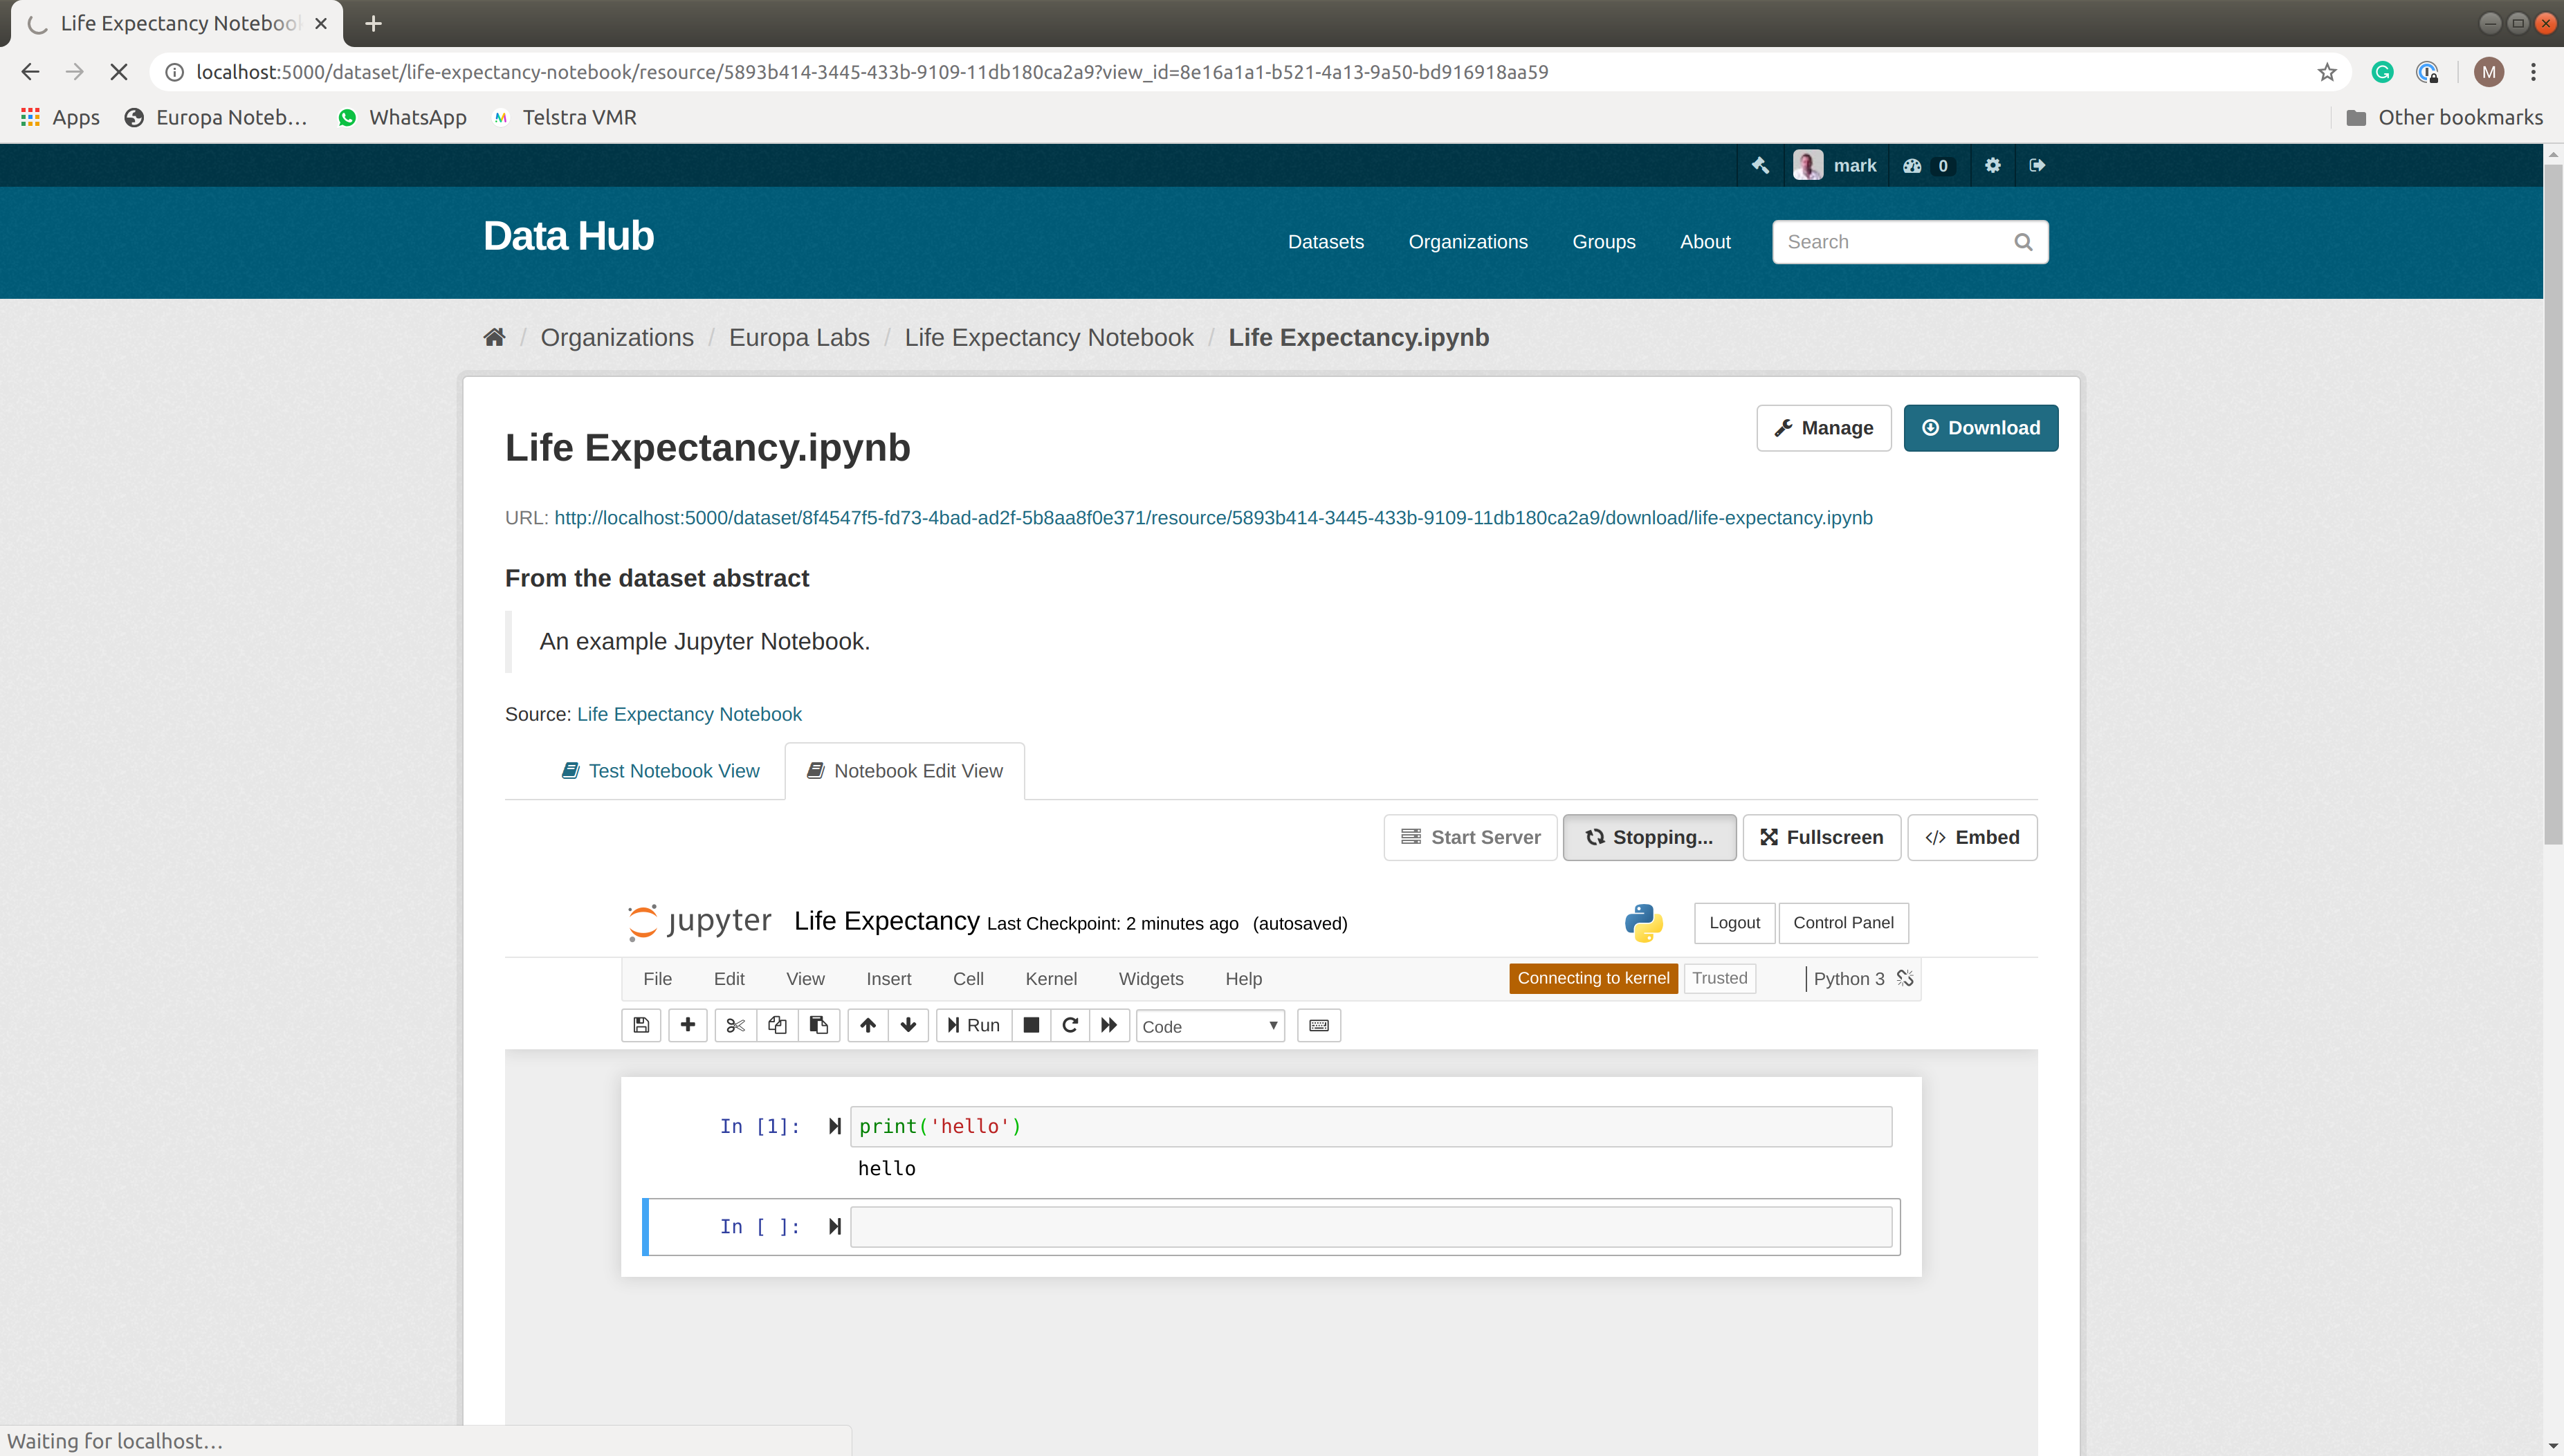 Life Expectancy Noteboo
localhost:5000/dataset/life-expectancy-notebook/resource/5893b414-3445-433b-9109-11db180ca2a9?view_id=8e16a1a1-b521-4a13-9a50-bd916918aa59
M
Apps Europa Noteb… WhatsApp Telstra VMR Other bookmarks
mark 0
Data Hub
Datasets Organizations Groups About Search
/ Organizations / Europa Labs / Life Expectancy Notebook / Life Expectancy.ipynb
Manage Download
Life Expectancy.ipynb
URL: http://localhost:5000/dataset/8f4547f5-fd73-4bad-ad2f-5b8aa8f0e371/resource/5893b414-3445-433b-9109-11db180ca2a9/download/life-expectancy.ipynb
From the dataset abstract
An example Jupyter Notebook.
Source: Life Expectancy Notebook
Test Notebook View Notebook Edit View
Start Server Stopping... Fullscreen </> Embed
jupyter Life Expectancy Last Checkpoint: 2 minutes ago (autosaved) Logout Control Panel
File Edit View Insert Cell Kernel Widgets Help Connecting to kernel Trusted Python 3
Run Code
In [1]: print('hello')
hello
In [ ]:
Waiting for localhost…